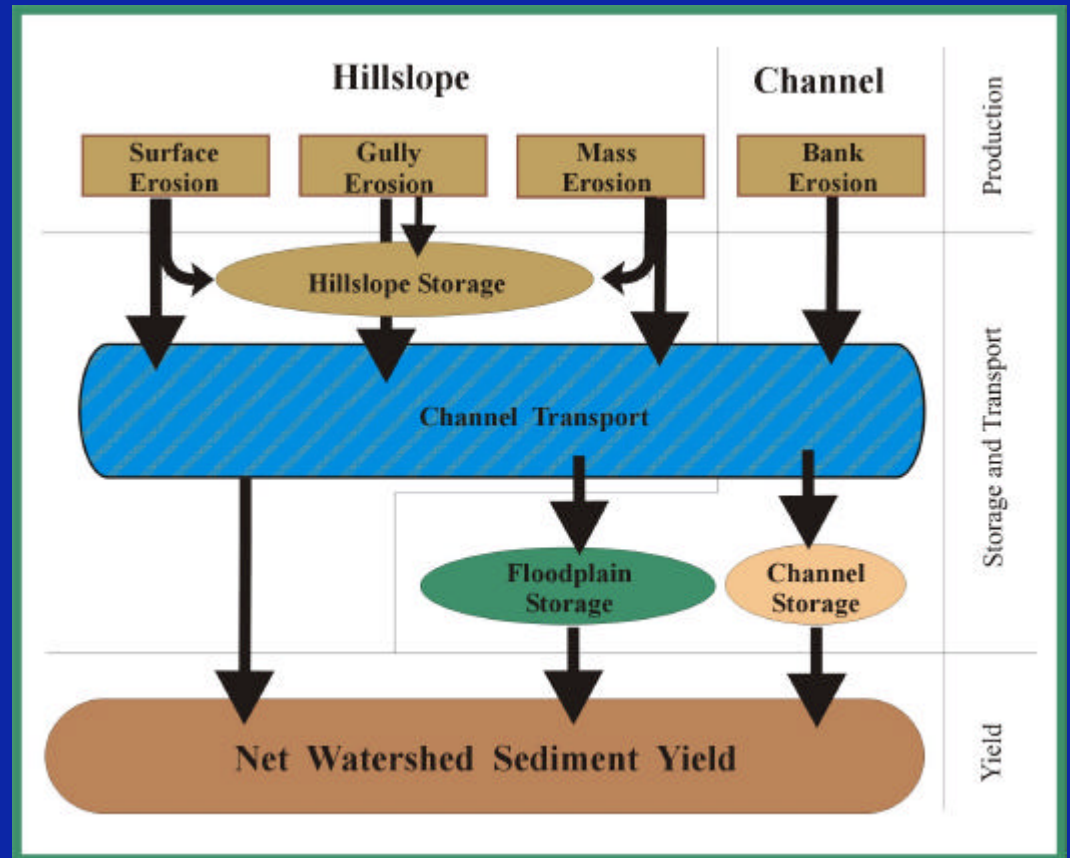 Hillslope
Channel
Production
Surface
Erosion
Gully
Erosion
Mass
Erosion
Bank
Erosion
Hillslope Storage
Storage and Transport
Channel Transport
Floodplain
Storage
Channel
Storage
Net Watershed Sediment Yield
Yield